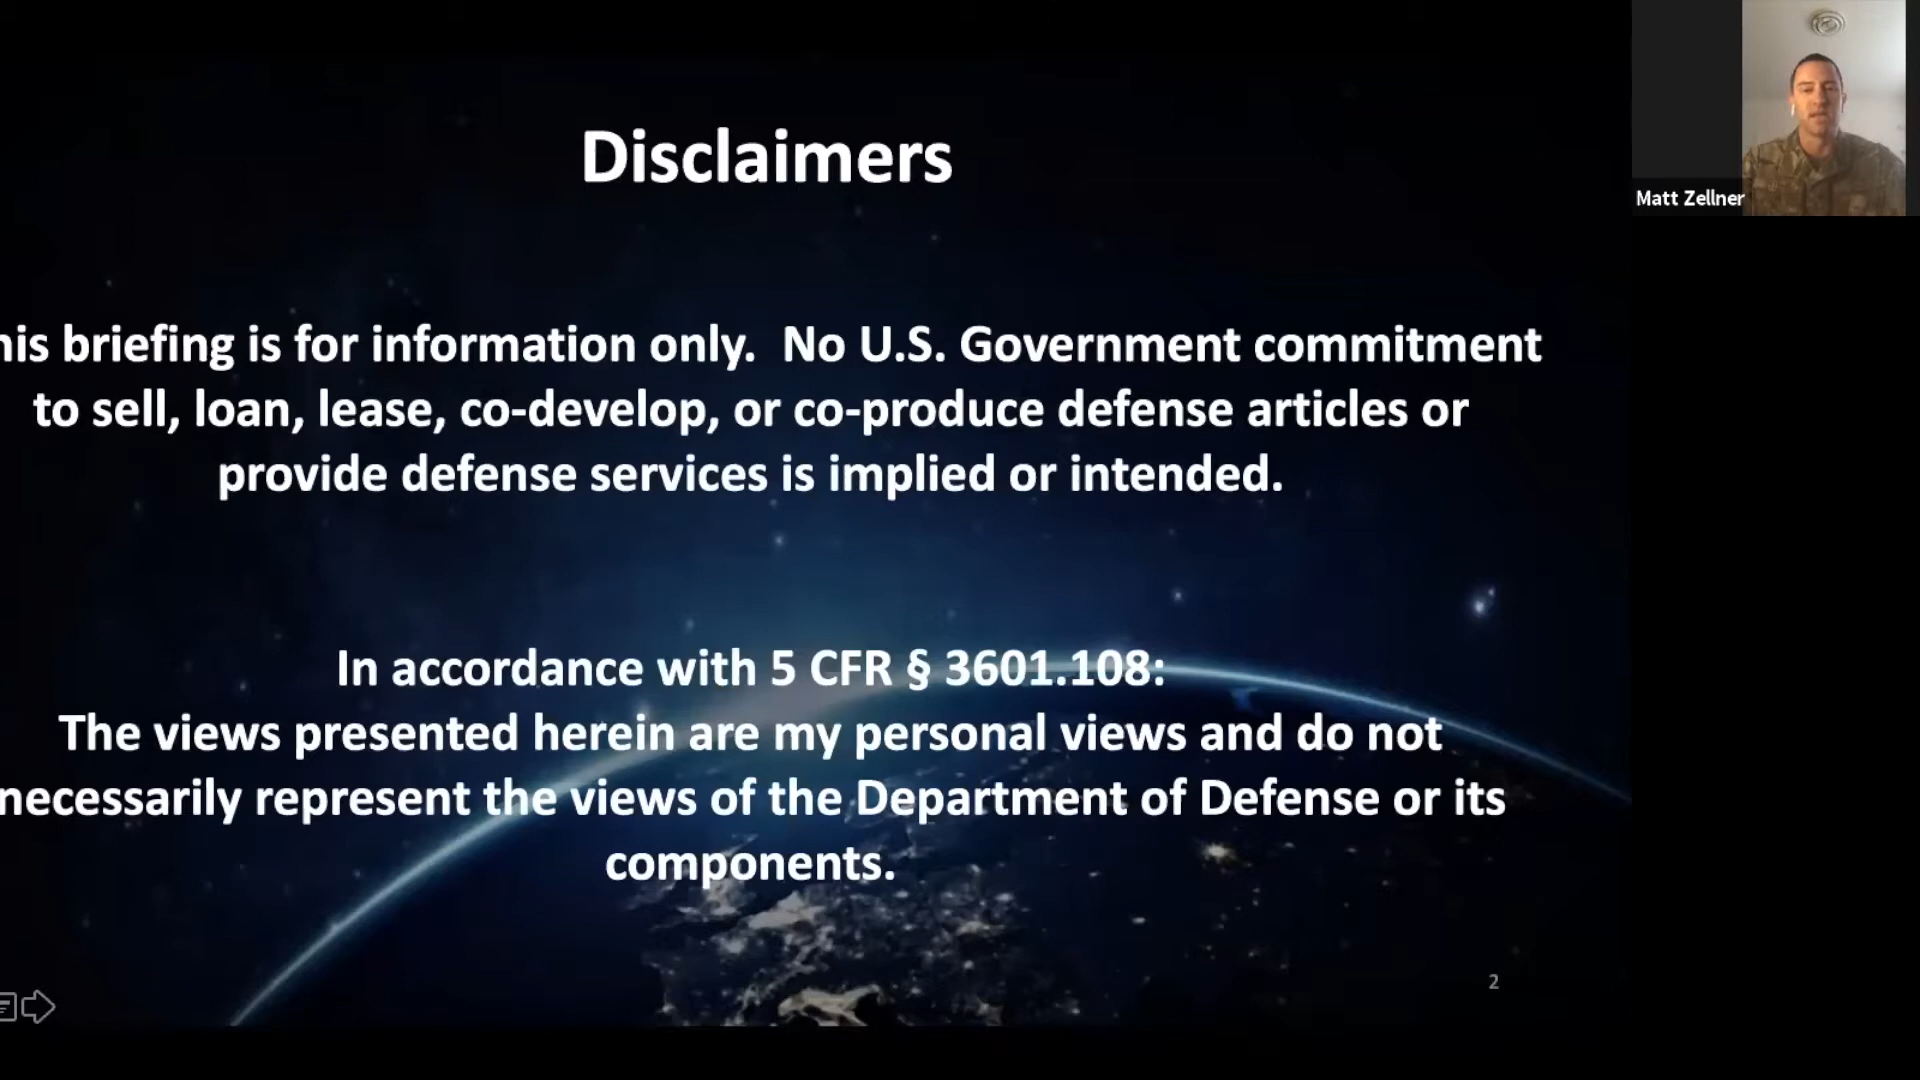 Disclaimers
his briefing is for information only.  No U.S. Government commitment
to sell, loan, lease, co-develop, or co-produce defense articles or
provide defense services is implied or intended.
In accordance with 5 CFR § 3601.108:
The views presented herein are my personal views and do not
necessarily represent the views of the Department of Defense or its
components.
2
Matt Zellner